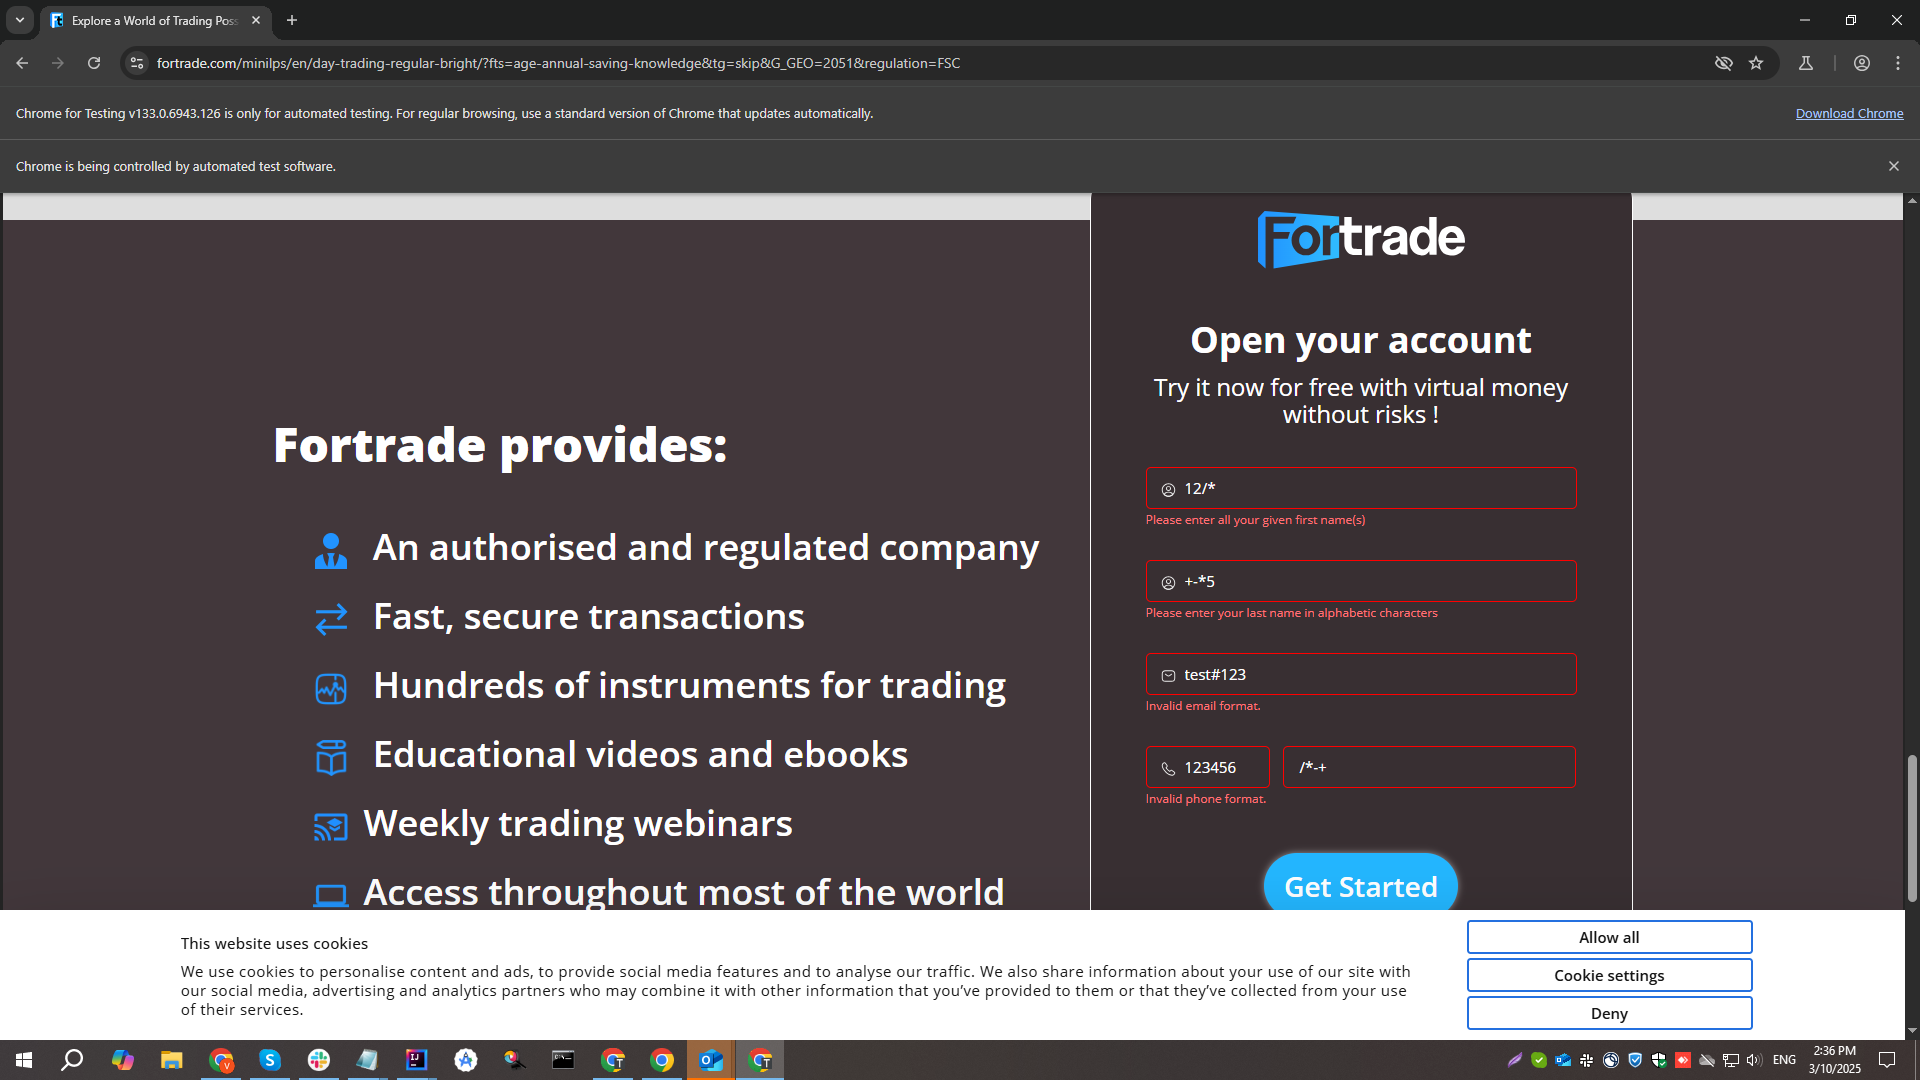 Explore a World of Trading Pos
fortrade.com/minilps/en/day-trading-regular-bright/?fts=age-annual-saving-knowledge&tg=skip&G_GEO=2051&regulation=FSC
Chrome for Testing v133.0.6943.126 is only for automated testing. For regular browsing, use a standard version of Chrome that updates automatically.
Download Chrome
Chrome is being controlled by automated test software.
Fortrade
Open your account
Try it now for free with virtual money
without risks !
12/*
Please enter all your given first name(s)
+-*5
Please enter your last name in alphabetic characters
test#123
Invalid email format.
123456
/*-+
Invalid phone format.
Get Started
Fortrade provides:
An authorised and regulated company
Fast, secure transactions
Hundreds of instruments for trading
Educational videos and ebooks
Weekly trading webinars
Access throughout most of the world
This website uses cookies
We use cookies to personalise content and ads, to provide social media features and to analyse our traffic. We also share information about your use of our site with
our social media, advertising and analytics partners who may combine it with other information that you've provided to them or that they've collected from your use
of their services.
Allow all
Cookie settings
Deny
ENG
2:36 PM
3/10/2025